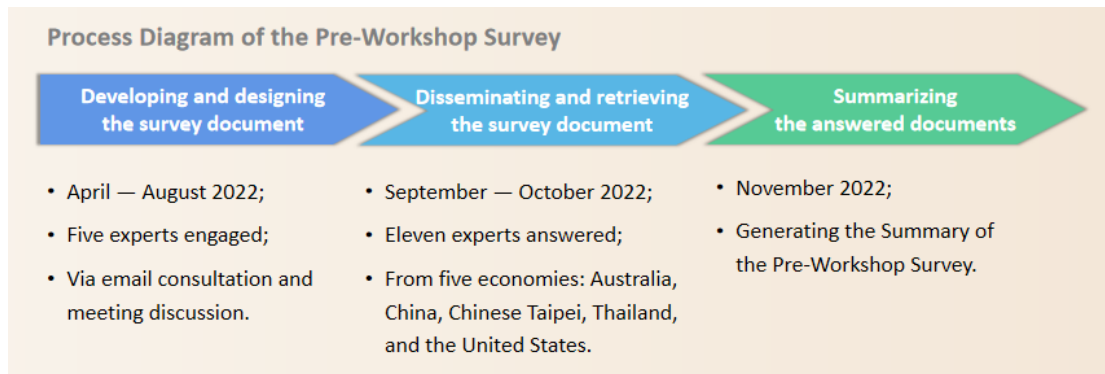 Process Diagram of the Pre-Workshop Survey
Developing and designing
the survey document
Disseminating and retrieving
the survey document
Summarizing
the answered documents
• April — August 2022;
• Five experts engaged;
• Via email consultation and
meeting discussion.
• September — October 2022;
• Eleven experts answered;
• From five economies: Australia,
China, Chinese Taipei, Thailand,
and the United States.
• November 2022;
• Generating the Summary of
the Pre-Workshop Survey.